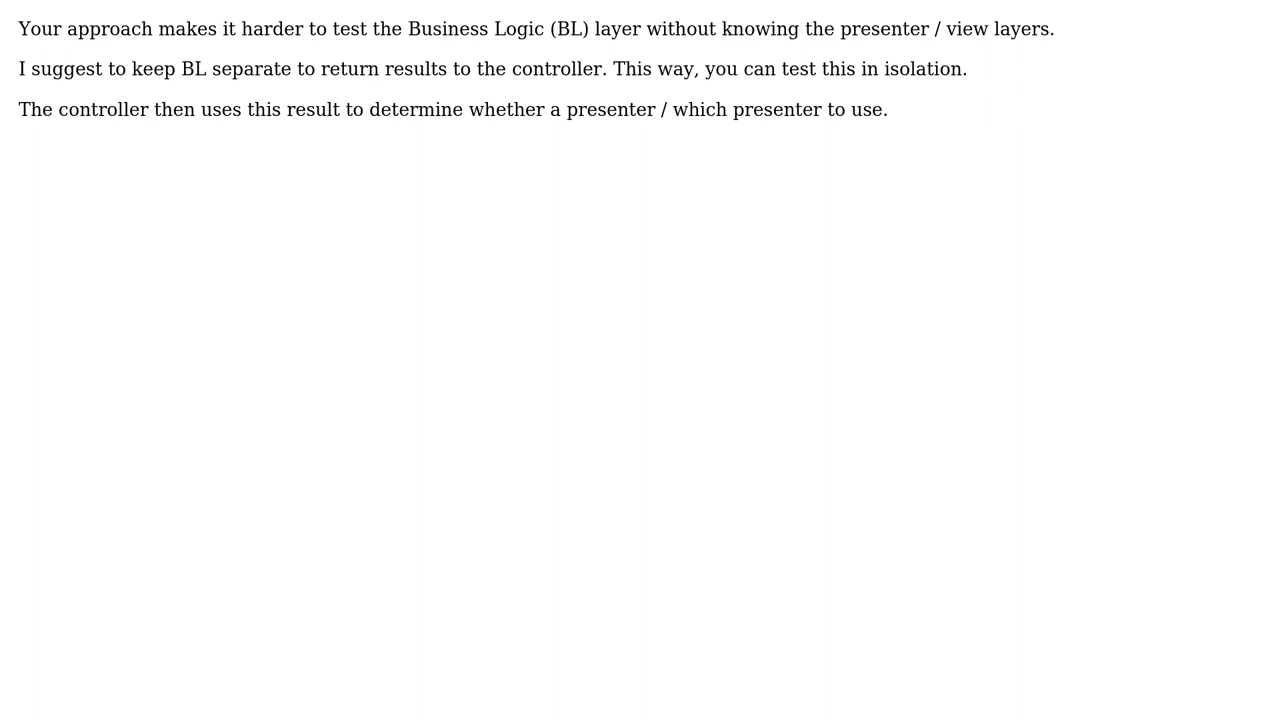 Your approach makes it harder to test the Business Logic (BL) layer without knowing the presenter / view layers.
I suggest to keep BL separate to return results to the controller. This way, you can test this in isolation.
The controller then uses this result to determine whether a presenter / which presenter to use.